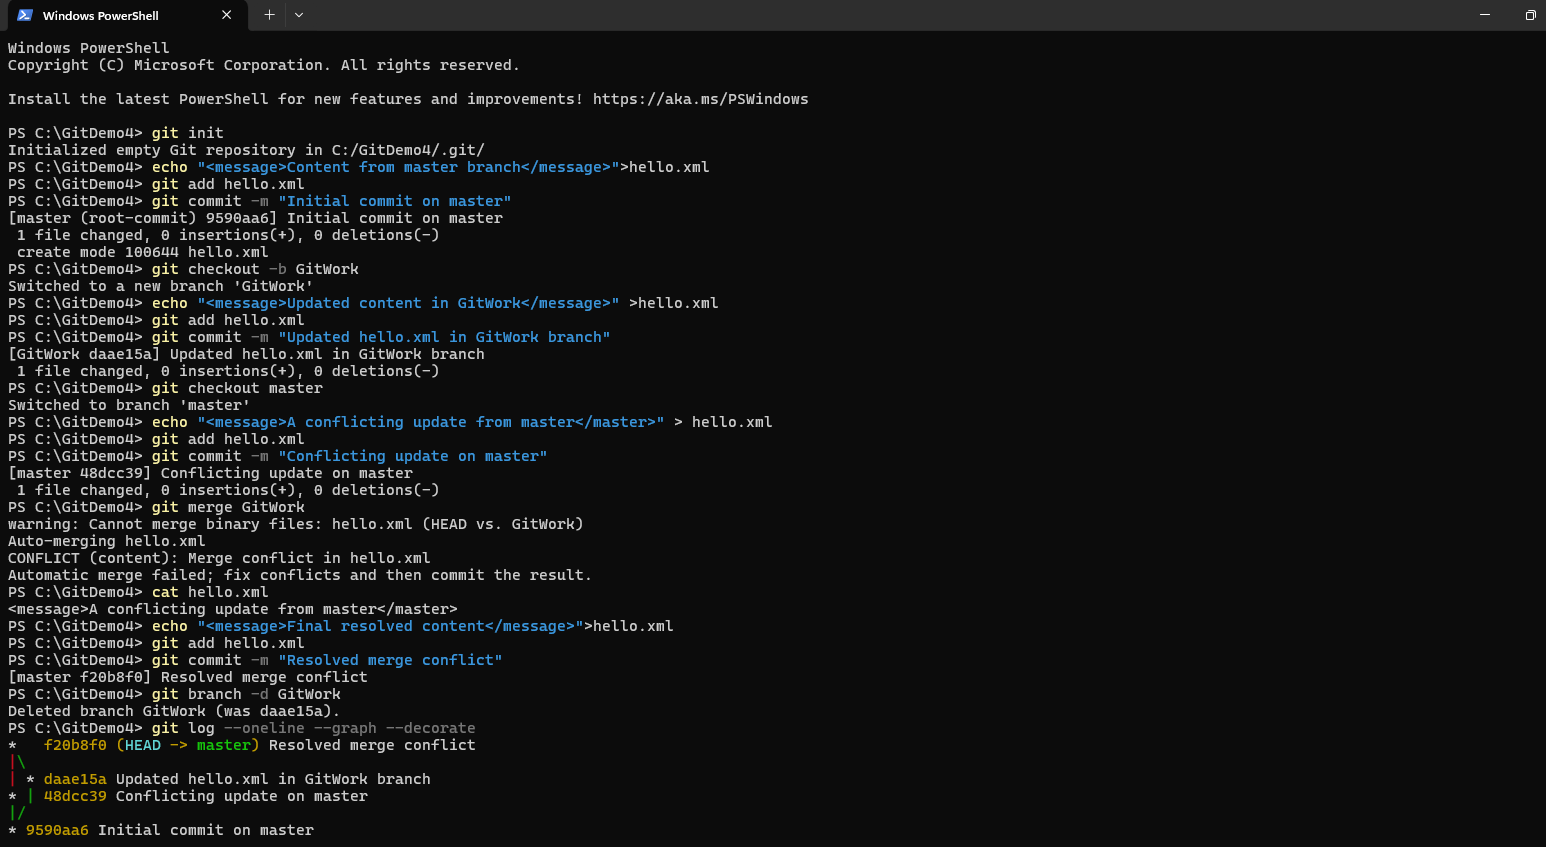 Windows PowerShell
Windows PowerShell
Copyright (C) Microsoft Corporation. All rights reserved.
Install the latest PowerShell for new features and improvements! https://aka.ms/PSWindows
PS C:\GitDemo4> git init
Initialized empty Git repository in C:/GitDemo4/.git/
PS C:\GitDemo4> echo "<message>Content from master branch</message>">hello.xml
PS C:\GitDemo4> git add hello.xml
PS C:\GitDemo4> git commit -m "Initial commit on master"
[master (root-commit) 9590aa6] Initial commit on master
 1 file changed, 0 insertions(+), 0 deletions(-)
 create mode 100644 hello.xml
PS C:\GitDemo4> git checkout -b GitWork
Switched to a new branch 'GitWork'
PS C:\GitDemo4> echo "<message>Updated content in GitWork</message>" >hello.xml
PS C:\GitDemo4> git add hello.xml
PS C:\GitDemo4> git commit -m "Updated hello.xml in GitWork branch"
[GitWork daae15a] Updated hello.xml in GitWork branch
 1 file changed, 0 insertions(+), 0 deletions(-)
PS C:\GitDemo4> git checkout master
Switched to branch 'master'
PS C:\GitDemo4> echo "<message>A conflicting update from master</master>" > hello.xml
PS C:\GitDemo4> git add hello.xml
PS C:\GitDemo4> git commit -m "Conflicting update on master"
[master 48dcc39] Conflicting update on master
 1 file changed, 0 insertions(+), 0 deletions(-)
PS C:\GitDemo4> git merge GitWork
warning: Cannot merge binary files: hello.xml (HEAD vs. GitWork)
Auto-merging hello.xml
CONFLICT (content): Merge conflict in hello.xml
Automatic merge failed; fix conflicts and then commit the result.
PS C:\GitDemo4> cat hello.xml
<message>A conflicting update from master</master>
PS C:\GitDemo4> echo "<message>Final resolved content</message>">hello.xml
PS C:\GitDemo4> git add hello.xml
PS C:\GitDemo4> git commit -m "Resolved merge conflict"
[master f20b8f0] Resolved merge conflict
PS C:\GitDemo4> git branch -d GitWork
Deleted branch GitWork (was daae15a).
PS C:\GitDemo4> git log --oneline --graph --decorate
*   f20b8f0 (HEAD -> master) Resolved merge conflict
|\
| * daae15a Updated hello.xml in GitWork branch
* | 48dcc39 Conflicting update on master
|/
* 9590aa6 Initial commit on master